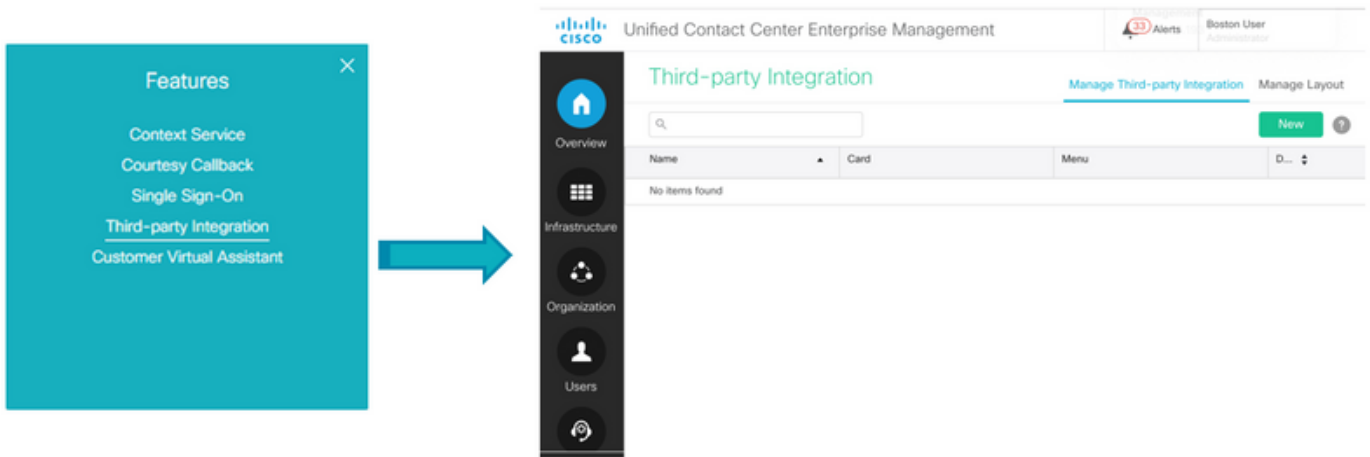 Features
Context Service
Courtesy Callback
Single Sign-On
Third-party Integration
Customer Virtual Assistant
CISCO
Unified Contact Center Enterprise Management
Management
33
Alerts
Boston User
Administrator
Third-party Integration
Manage Third-party Integration
Manage Layout
New
?
Name
Card
Menu
D...
No items found
Overview
Infrastructure
Organization
Users